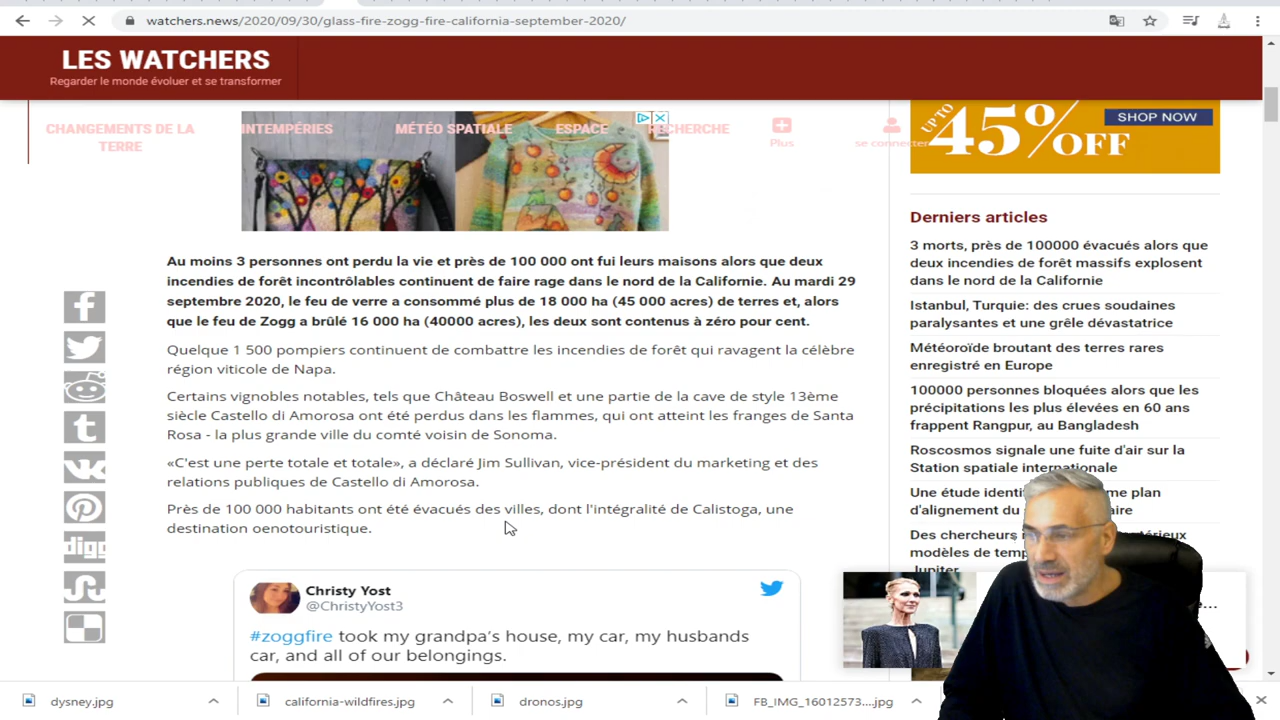 watchers.news/2020/09/30/glass-fire-zogg-fire-california-september-2020/
LES WATCHERS
Regarder le monde évoluer et se transformer
CHANGEMENTS DE LA
TERRE
INTEMPÉRIES
MÉTÉO SPATIALE
ESPACE
RECHERCHE
Plus
se connecter
UP TO
45% OFF
SHOP NOW
Au moins 3 personnes ont perdu la vie et près de 100 000 ont fui leurs maisons alors que deux
incendies de forêt incontrôlables continuent de faire rage dans le nord de la Californie. Au mardi 29
septembre 2020, le feu de verre a consommé plus de 18 000 ha (45 000 acres) de terres et, alors
que le feu de Zogg a brûlé 16 000 ha (40000 acres), les deux sont contenus à zéro pour cent.
Quelque 1 500 pompiers continuent de combattre les incendies de forêt qui ravagent la célèbre
région viticole de Napa.
Certains vignobles notables, tels que Château Boswell et une partie de la cave de style 13ème
siècle Castello di Amorosa ont été perdus dans les flammes, qui ont atteint les franges de Santa
Rosa - la plus grande ville du comté voisin de Sonoma.
«C'est une perte totale et totale», a déclaré Jim Sullivan, vice-président du marketing et des
relations publiques de Castello di Amorosa.
Près de 100 000 habitants ont été évacués des villes, dont l'intégralité de Calistoga, une
destination oenotouristique.
Christy Yost
@ChristyYost3
#zoggfire took my grandpa's house, my car, my husbands
car, and all of our belongings.
Derniers articles
3 morts, près de 100000 évacués alors que
deux incendies de forêt massifs explosent
dans le nord de la Californie
Istanbul, Turquie: des crues soudaines
paralysantes et une grêle dévastatrice
Météoroïde broutant des terres rares
enregistré en Europe
100000 personnes bloquées alors que les
précipitations les plus élevées en 60 ans
frappent Rangpur, au Bangladesh
Roscosmos signale une fuite d'air sur la
Station spatiale internationale
Une étude plan
d'alignement du
Des chercheurs
modèles de
Jupiter
digg
dysney.jpg
california-wildfires.jpg
dronos.jpg
FB_IMG_16012573....jpg